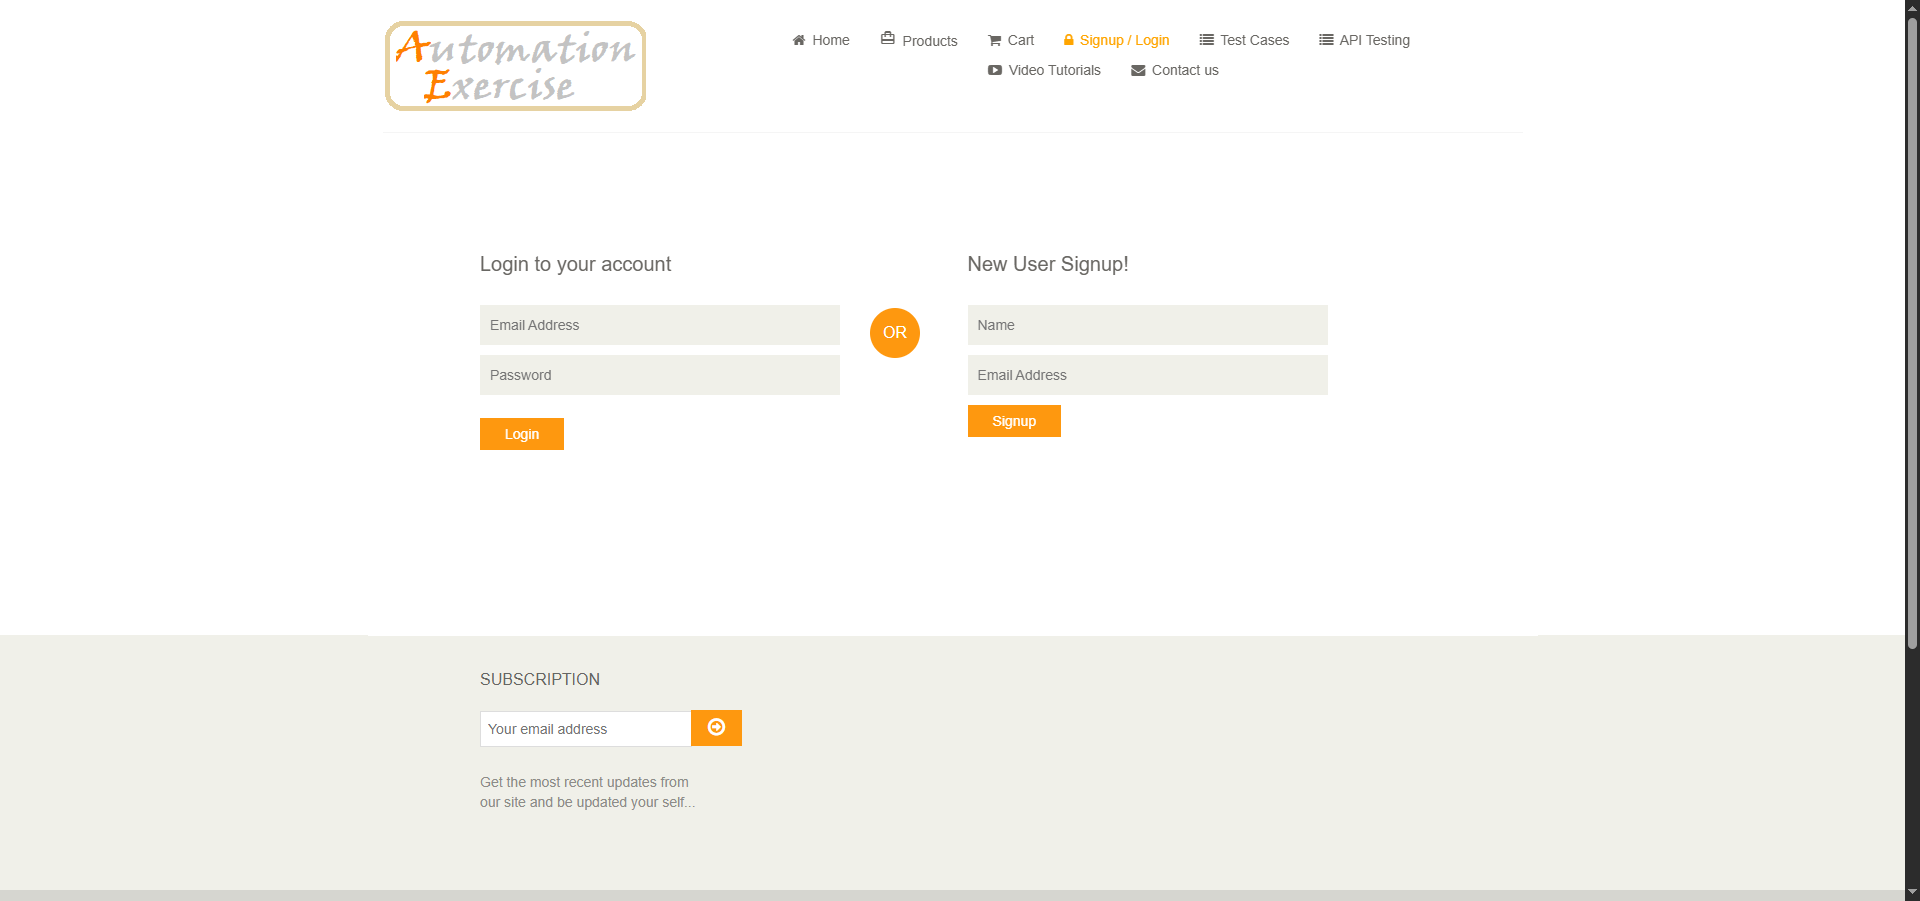 Automation
Exercise
Home Products Cart Signup / Login Test Cases API Testing
Video Tutorials Contact us
Login to your account
Email Address
Password
Login
OR
New User Signup!
Name
Email Address
Signup
SUBSCRIPTION
Your email address
Get the most recent updates from
our site and be updated your self...